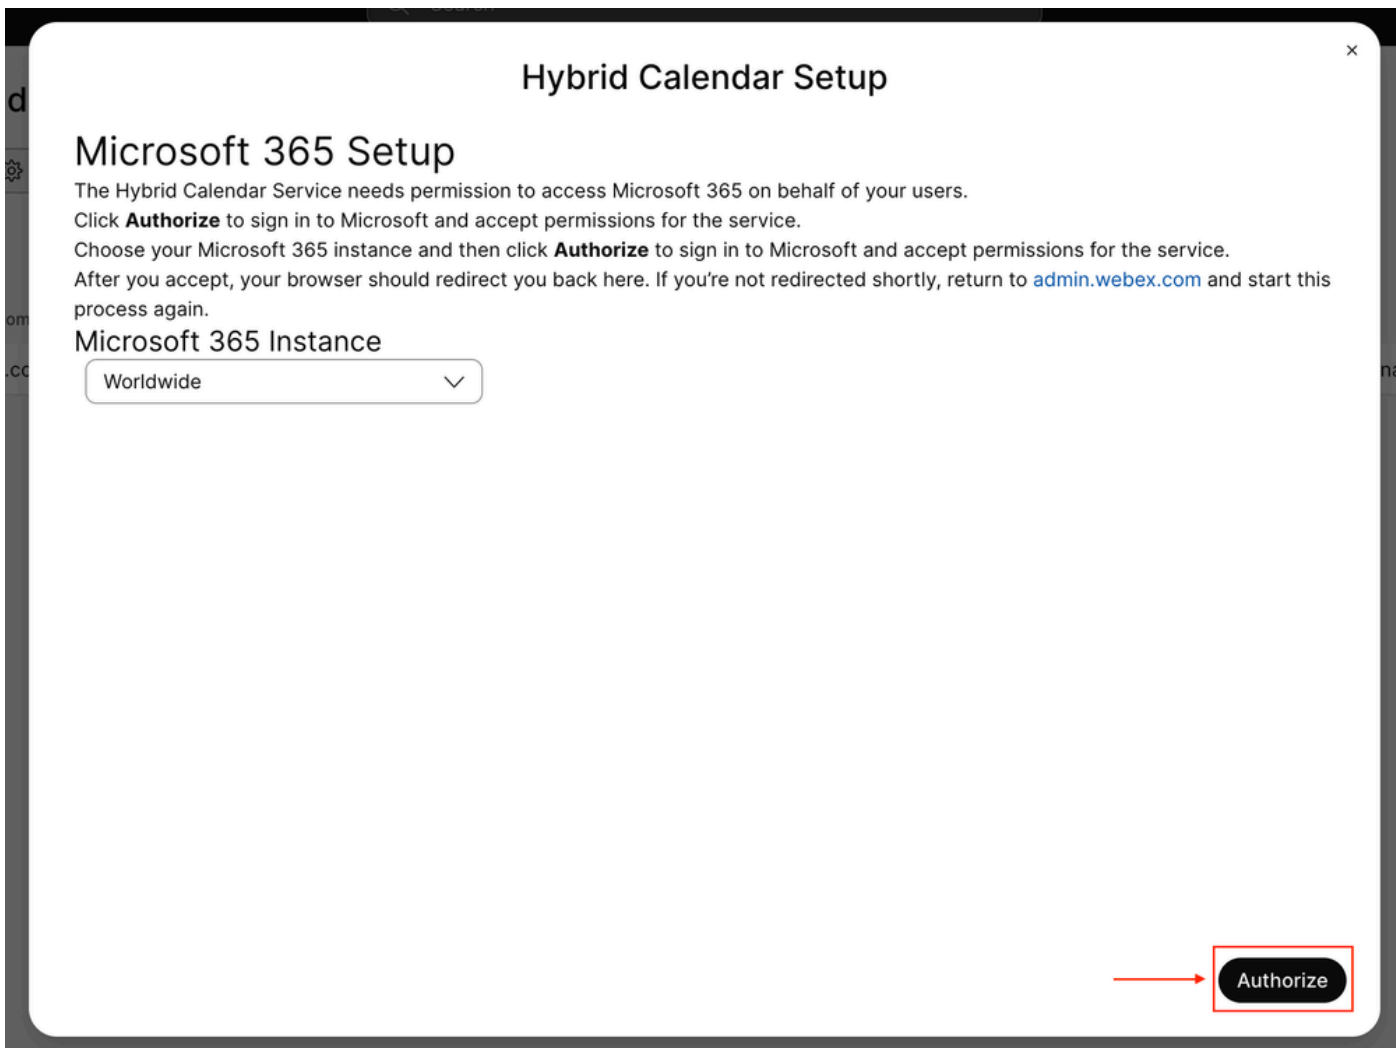 Hybrid Calendar Setup
Microsoft 365 Setup
The Hybrid Calendar Service needs permission to access Microsoft 365 on behalf of your users.
Click Authorize to sign in to Microsoft and accept permissions for the service.
Choose your Microsoft 365 instance and then click Authorize to sign in to Microsoft and accept permissions for the service.
After you accept, your browser should redirect you back here. If you’re not redirected shortly, return to admin.webex.com and start this
process again.
Microsoft 365 Instance
Worldwide
Authorize